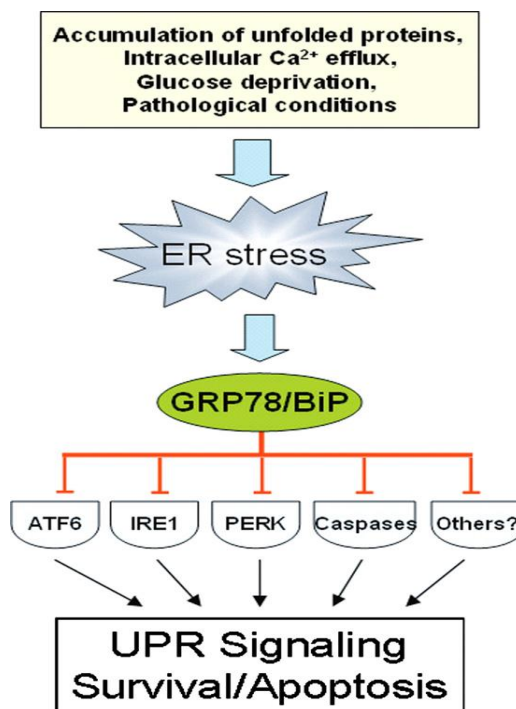 Accumulation of unfolded proteins,
Intracellular Ca²⁺ efflux,
Glucose deprivation,
Pathological conditions
ER stress
GRP78/BiP
ATF6 IRE1 PERK Caspases Others?
UPR Signaling
Survival/Apoptosis